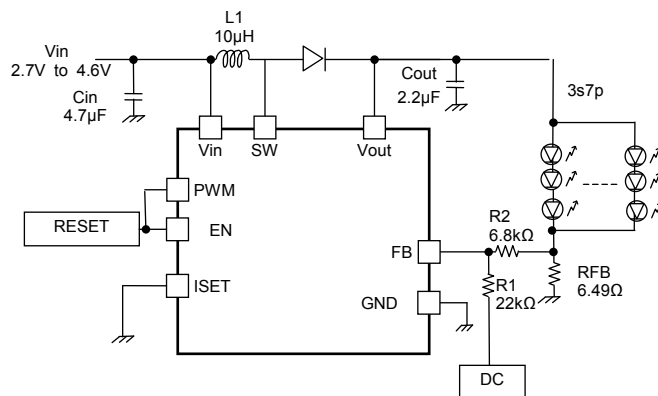 L1
10µH
Vin
2.7V to 4.6V
Cin
4.7µF
Cout
2.2µF
3s7p
Vin
SW
Vout
PWM
RESET
EN
ISET
FB
GND
R2
6.8kΩ
R1
22kΩ
RFB
6.49Ω
DC